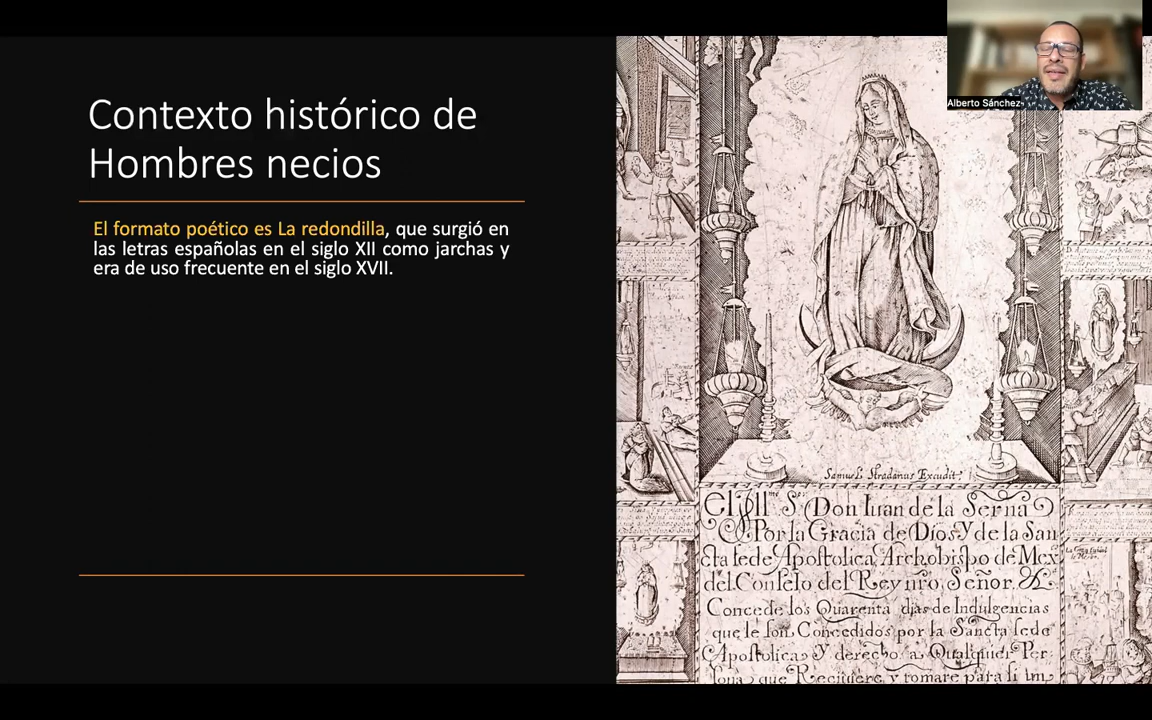 Contexto histórico de
Hombres necios
El formato poético es La redondilla, que surgió en
las letras españolas en el siglo XII como jarchas y
era de uso frecuente en el siglo XVII.
Alberto Sánchez
Samuel Stradanus Excudit;
El Ill S. Don Iuan de la Serna
Por la Gracia de Dios Y de la San
cta sede Apostolica, Archobispo de Mex
del Consejo del Rey nro, Señor.
Concede los Quarenta dias de Indulgencias
que le son Concedidos por la Sancta sede
Apostolica Y derecho a Qualquier Per
sona que Reciuiere y tomare para si un